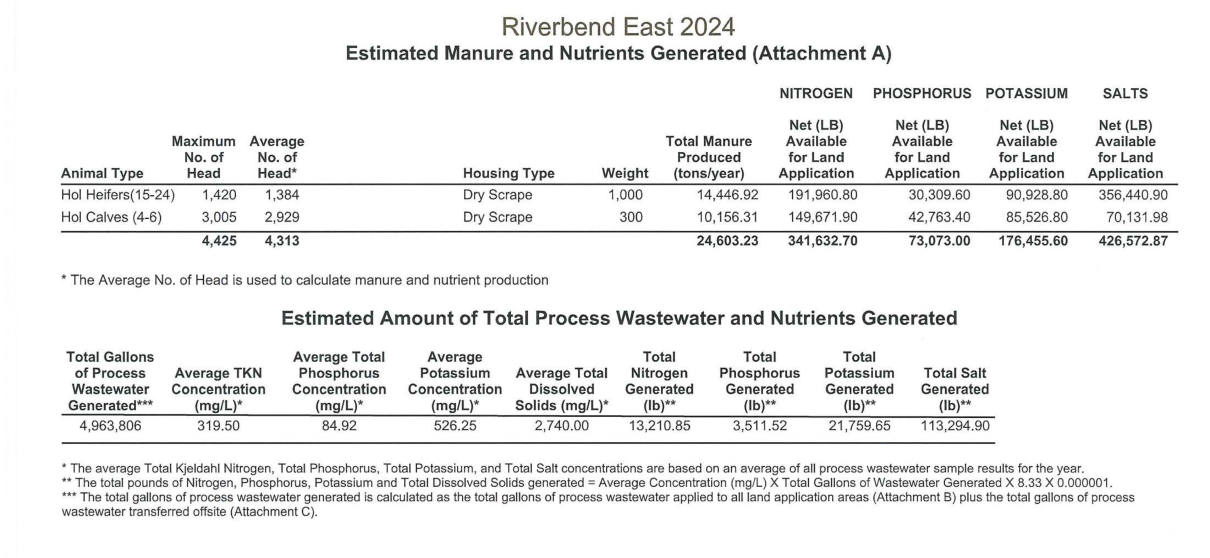 Riverbend East 2024
Estimated Manure and Nutrients Generated (Attachment A)
NITROGEN PHOSPHORUS POTASSIUM SALTS
Animal Type Maximum No. of Head Average No. of Head* Housing Type Weight Total Manure Produced (tons/year) Net (LB) Available for Land Application Net (LB) Available for Land Application Net (LB) Available for Land Application Net (LB) Available for Land Application
Hol Heifers(15-24) 1,420 1,384 Dry Scrape 1,000 14,446.92 191,960.80 30,309.60 90,928.80 356,440.90
Hol Calves (4-6) 3,005 2,929 Dry Scrape 300 10,156.31 149,671.90 42,763.40 85,526.80 70,131.98
4,425 4,313 24,603.23 341,632.70 73,073.00 176,455.60 426,572.87
* The Average No. of Head is used to calculate manure and nutrient production
Estimated Amount of Total Process Wastewater and Nutrients Generated
Total Gallons of Process Wastewater Generated*** Average TKN Concentration (mg/L)* Average Total Phosphorus Concentration (mg/L)* Average Potassium Concentration (mg/L)* Average Total Dissolved Solids (mg/L)* Total Nitrogen Generated (lb)** Total Phosphorus Generated (lb)** Total Potassium Generated (lb)** Total Salt Generated (lb)**
4,963,806 319.50 84.92 526.25 2,740.00 13,210.85 3,511.52 21,759.65 113,294.90
* The average Total Kjeldahl Nitrogen, Total Phosphorus, Total Potassium, and Total Salt concentrations are based on an average of all process wastewater sample results for the year.
** The total pounds of Nitrogen, Phosphorus, Potassium and Total Dissolved Solids generated = Average Concentration (mg/L) X Total Gallons of Wastewater Generated X 8.33 X 0.000001.
*** The total gallons of process wastewater generated is calculated as the total gallons of process wastewater applied to all land application areas (Attachment B) plus the total gallons of process
wastewater transferred offsite (Attachment C).